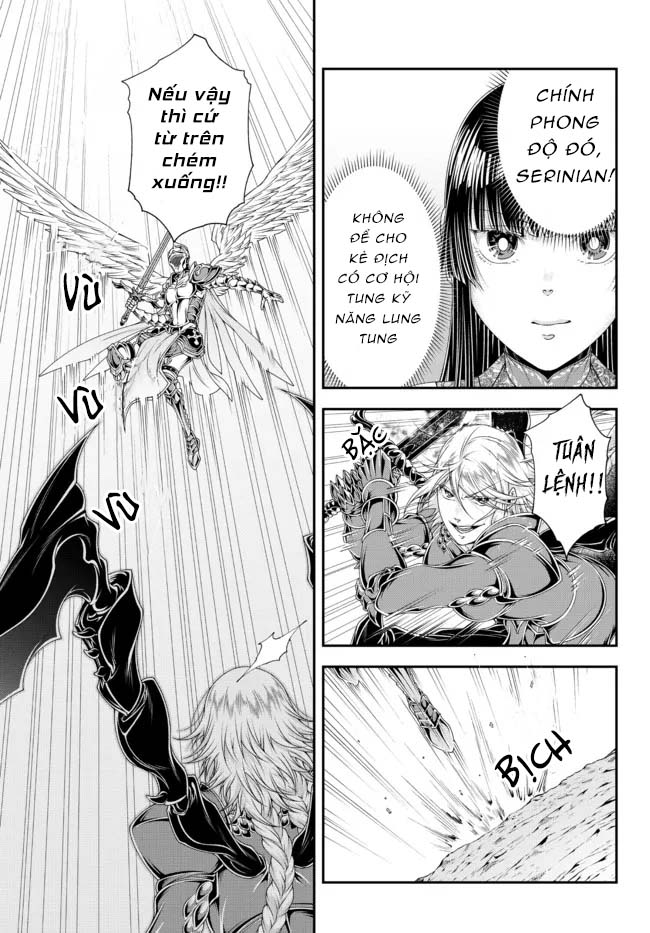 CHÍNH
PHONG
ĐỘ ĐÓ,
SERINIAN!
KHÔNG
ĐỂ CHO
KẺ ĐỊCH
CÓ CƠ HỘI
TUNG KỸ
NĂNG LUNG
TUNG
BẶC
TUÂN
LỆNH!!
BỊCH
Nếu vậy
thì cứ
từ trên
chém
xuống!!
VÙ
VÙ
VÙ